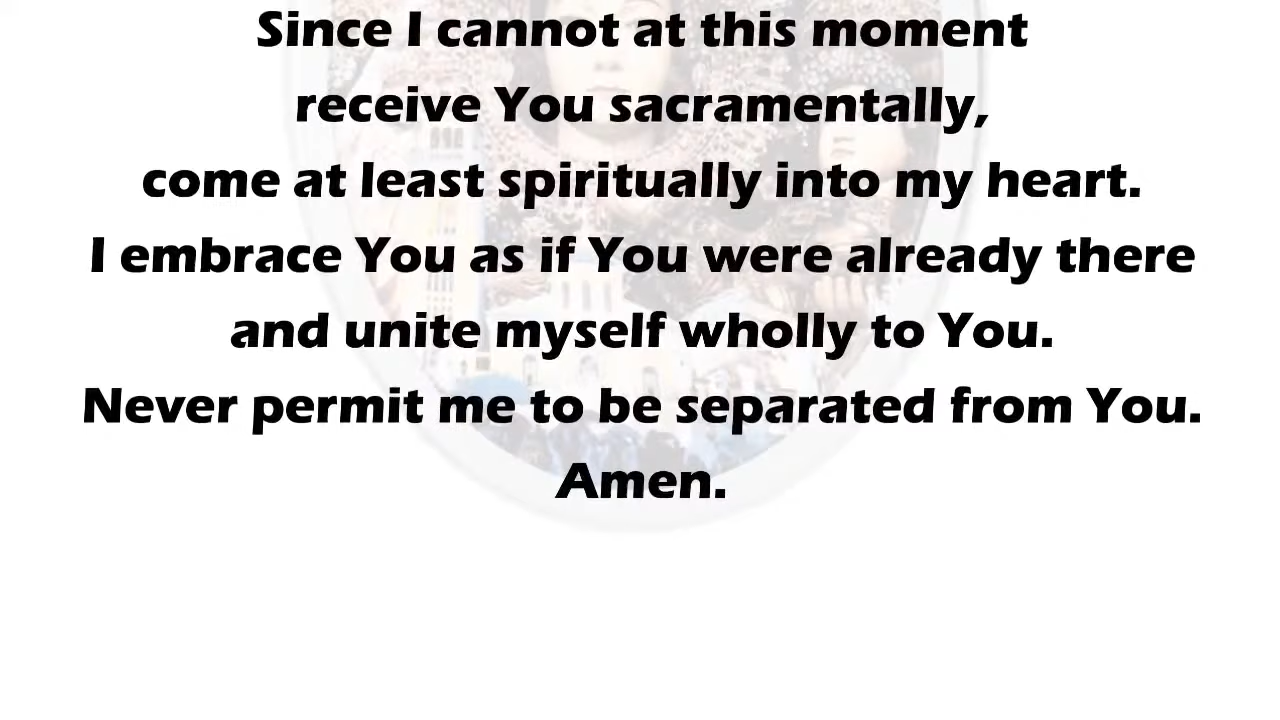 Since I cannot at this moment
receive You sacramentally,
come at least spiritually into my heart.
I embrace You as if You were already there
and unite myself wholly to You.
Never permit me to be separated from You.
Amen.